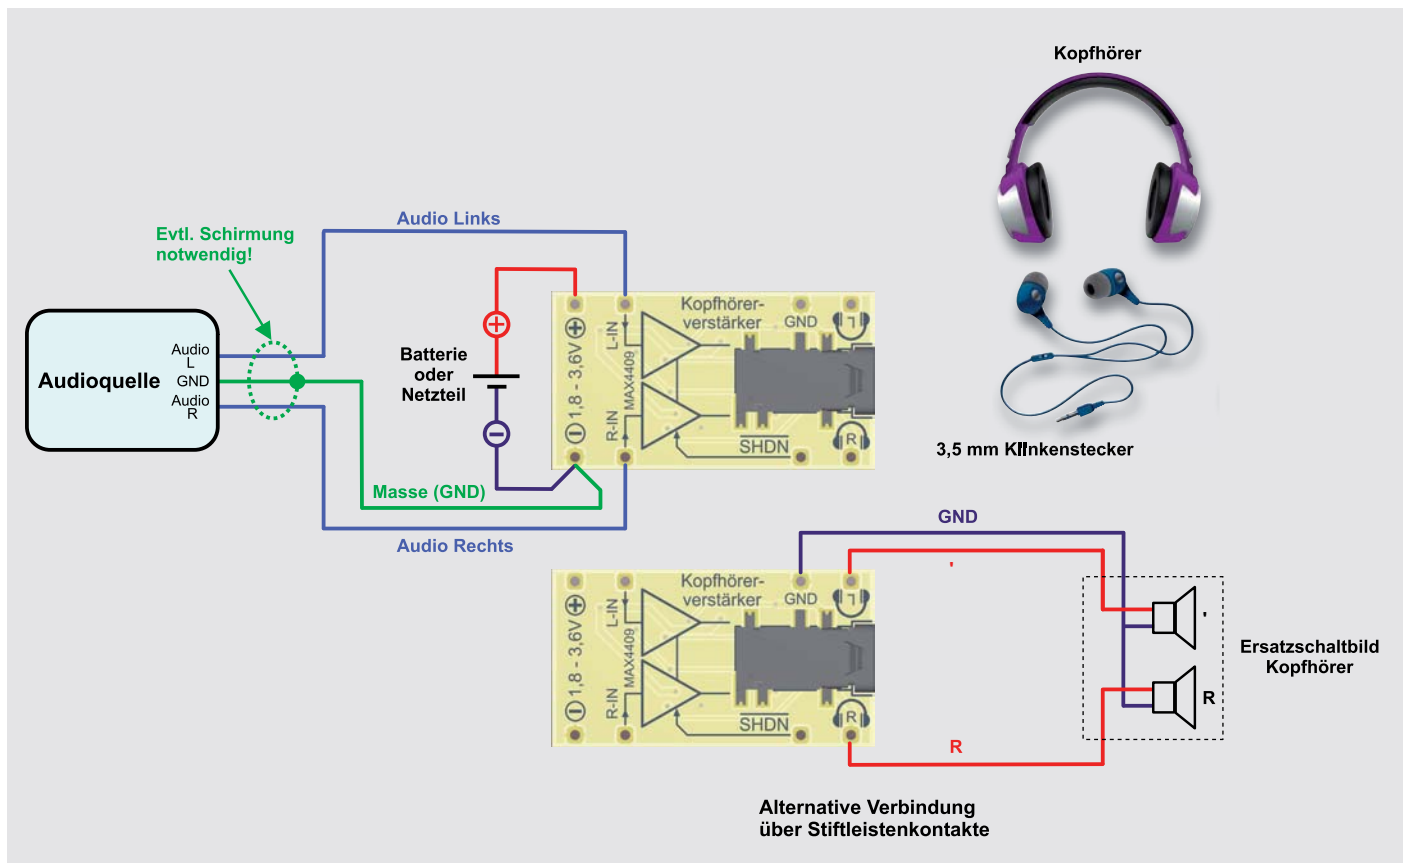 Kopfhörer
3,5 mm Klinkenstecker
Audio Links
Evtl. Schirmung
notwendig!
Audioquelle
Audio
L
GND
Audio
R
Batterie
oder
Netzteil
Masse (GND)
Audio Rechts
1,8 - 3,6V
L-IN
R-IN
MAX4409
Kopfhörer-
verstärker
GND
L
SHDN
R
GND
'
R
1,8 - 3,6V
L-IN
R-IN
MAX4409
Kopfhörer-
verstärker
GND
L
SHDN
R
'
R
Ersatzschaltbild
Kopfhörer
Alternative Verbindung
über Stiftleistenkontakte